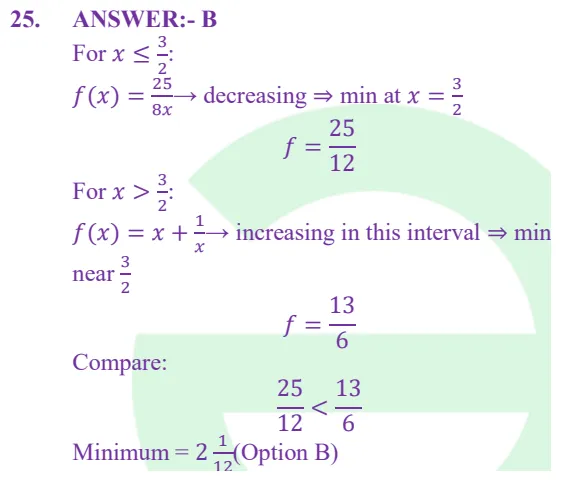 25. ANSWER:- B
For x ≤ 3/2:
f(x) = 25/8x → decreasing ⇒ min at x = 3/2
f = 25/12
For x > 3/2:
f(x) = x + 1/x → increasing in this interval ⇒ min
near 3/2
f = 13/6
Compare:
25/12 < 13/6
Minimum = 2 1/12 (Option B)